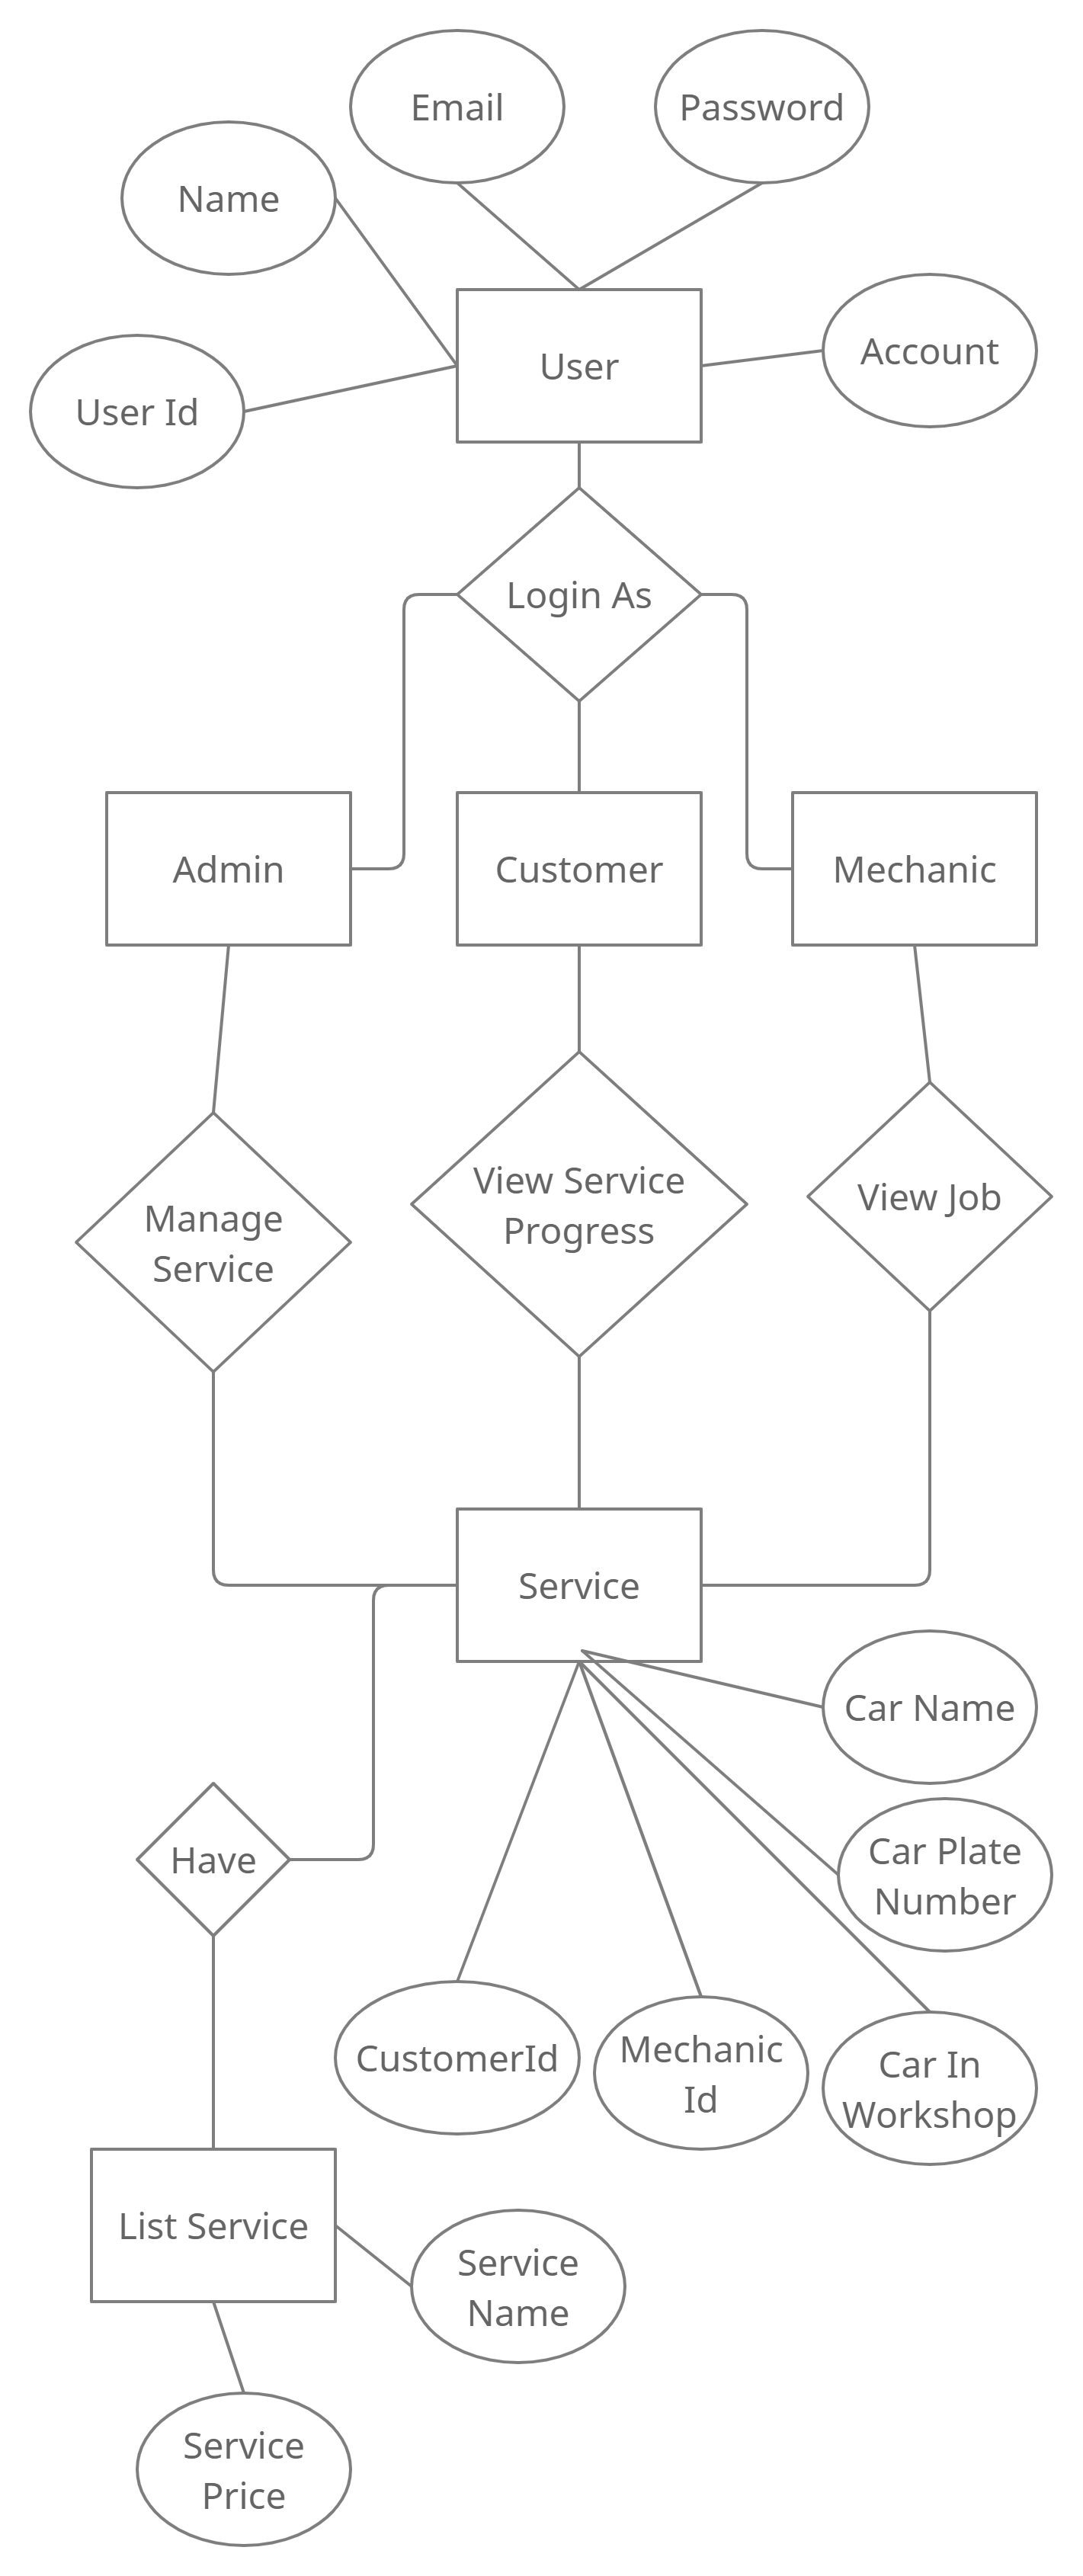 Email
Password
Name
Account
User
User Id
Login As
Admin
Customer
Mechanic
View Service
Progress
View Job
Manage
Service
Service
Car Name
Car Plate
Number
Have
CustomerId
Mechanic
Id
Car In
Workshop
List Service
Service
Name
Service
Price